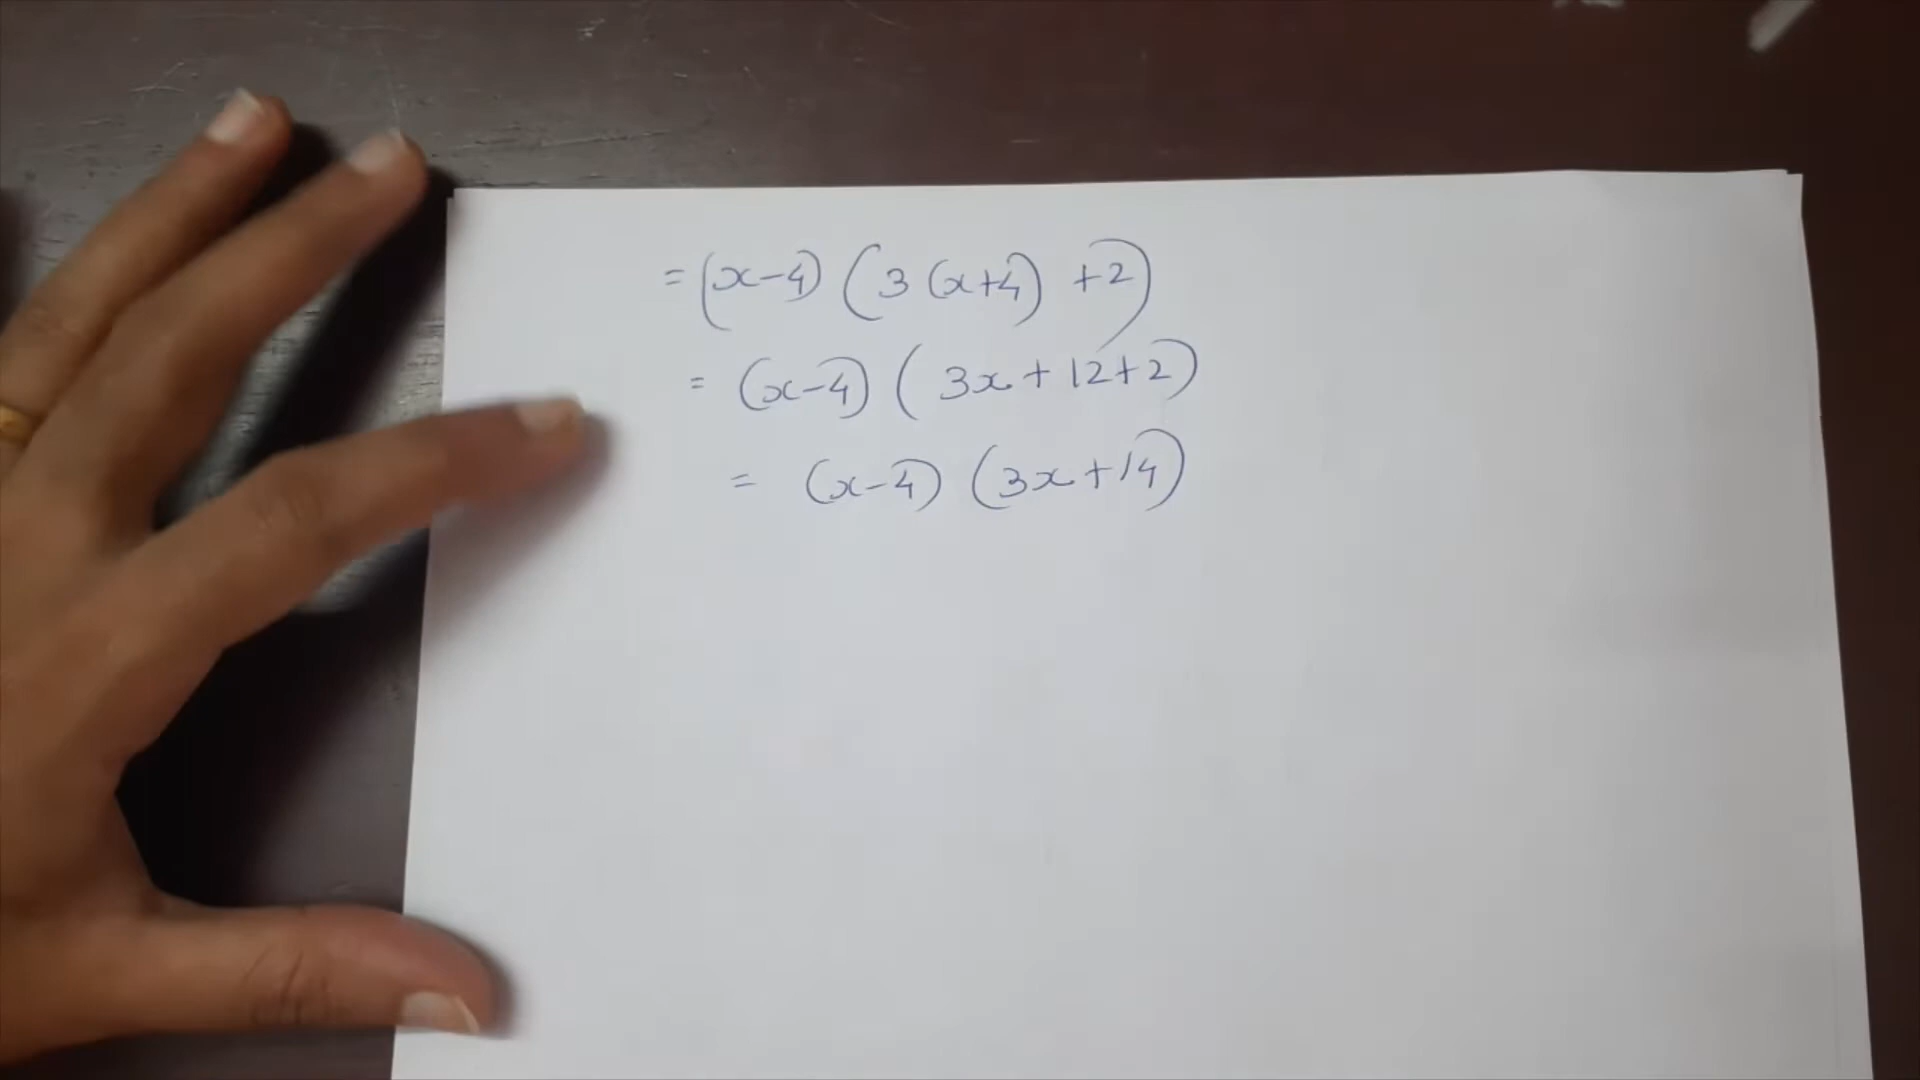 = (x-4) (3 (x+4) +2)
= (x-4) (3x+12+2)
= (x-4) (3x+14)